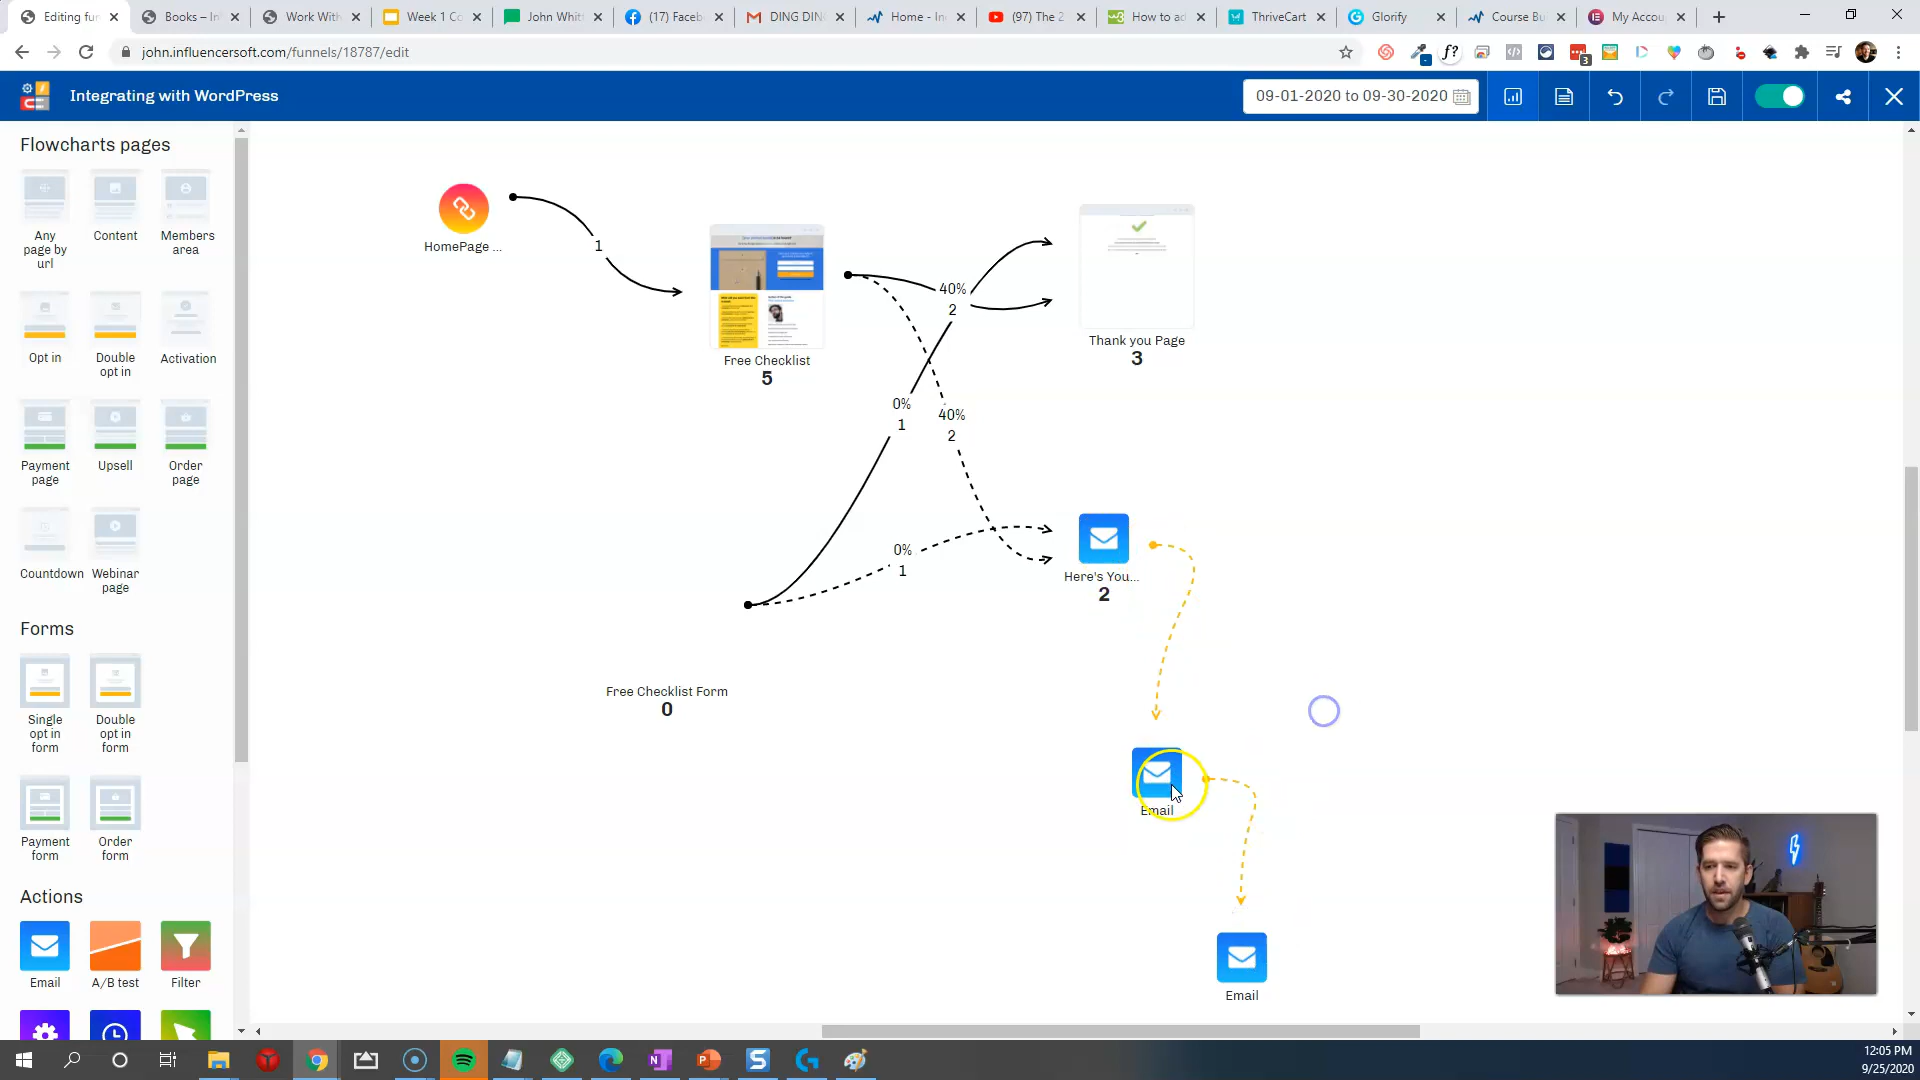 Editing fun
Books – In
Work With
Week 1 Co
John Whit
(17) Faceb
DING DIN
Home - In
(97) The 2
How to ad
ThriveCart
Glorify
Course Bu
My Accou
john.influencersoft.com/funnels/18787/edit
f?
3
Integrating with WordPress
09-01-2020 to 09-30-2020
Flowcharts pages
Any page by url
Content
Members area
Opt in
Double opt in
Activation
Payment page
Upsell
Order page
Countdown
Webinar page
Forms
Single opt in form
Double opt in form
Payment form
Order form
Actions
Email
A/B test
Filter
HomePage ...
1
Free Checklist
5
40%
2
Thank you Page
3
0%
1
40%
2
0%
1
Here's You...
2
Free Checklist Form
0
Email
Email
12:05 PM
9/25/2020